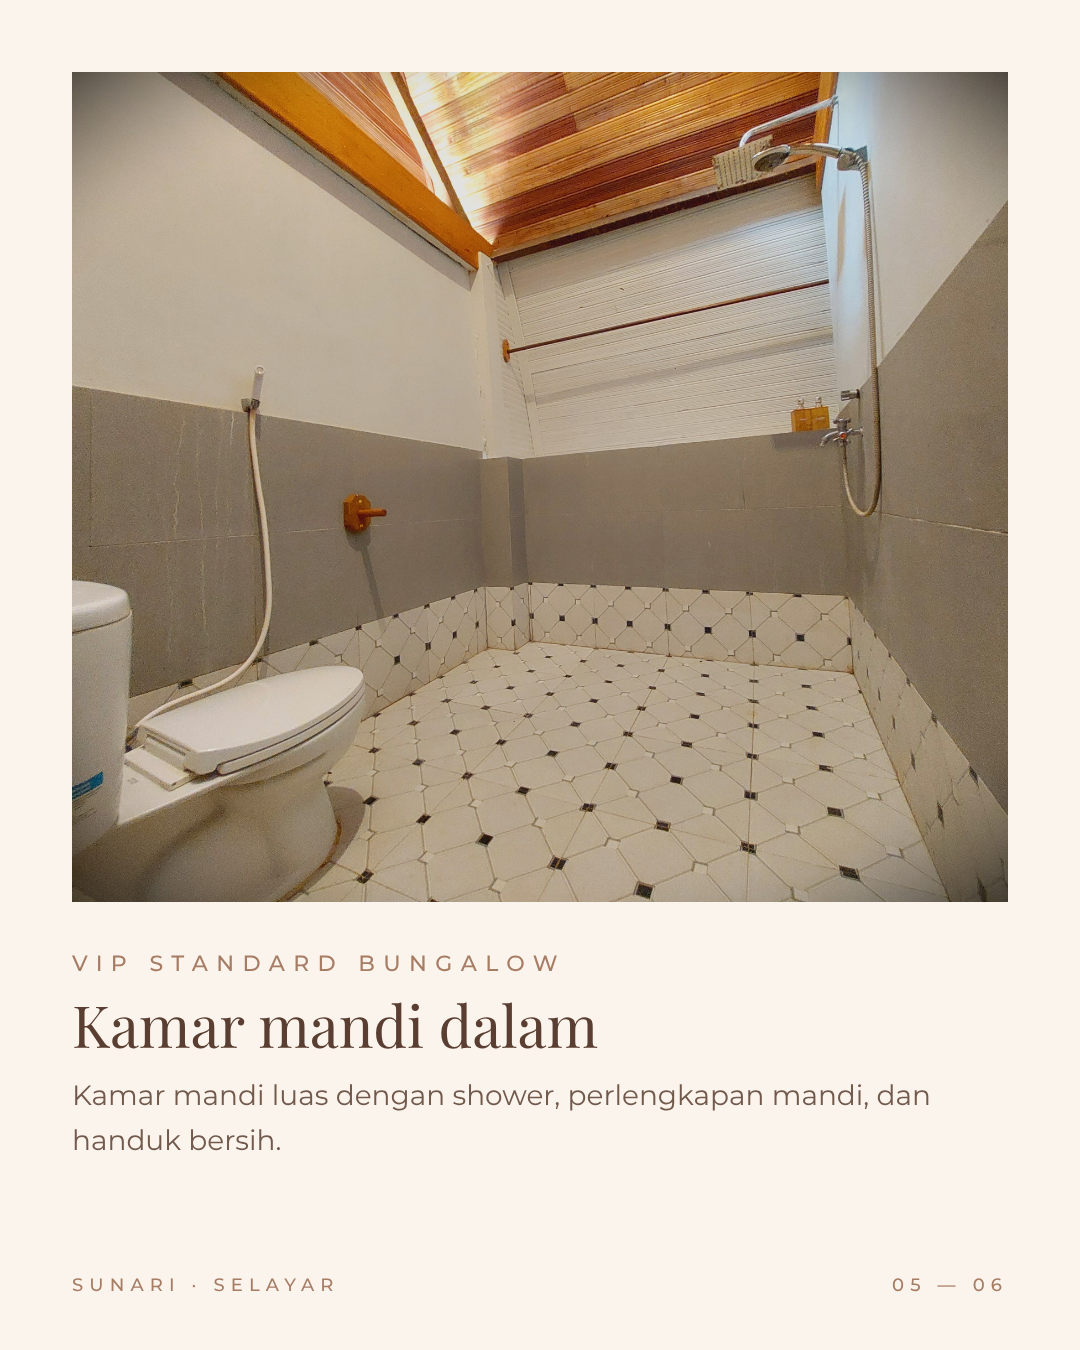 VIP STANDARD BUNGALOW
Kamar mandi dalam
Kamar mandi luas dengan shower, perlengkapan mandi, dan
handuk bersih.
SUNARI · SELAYAR
05 — 06